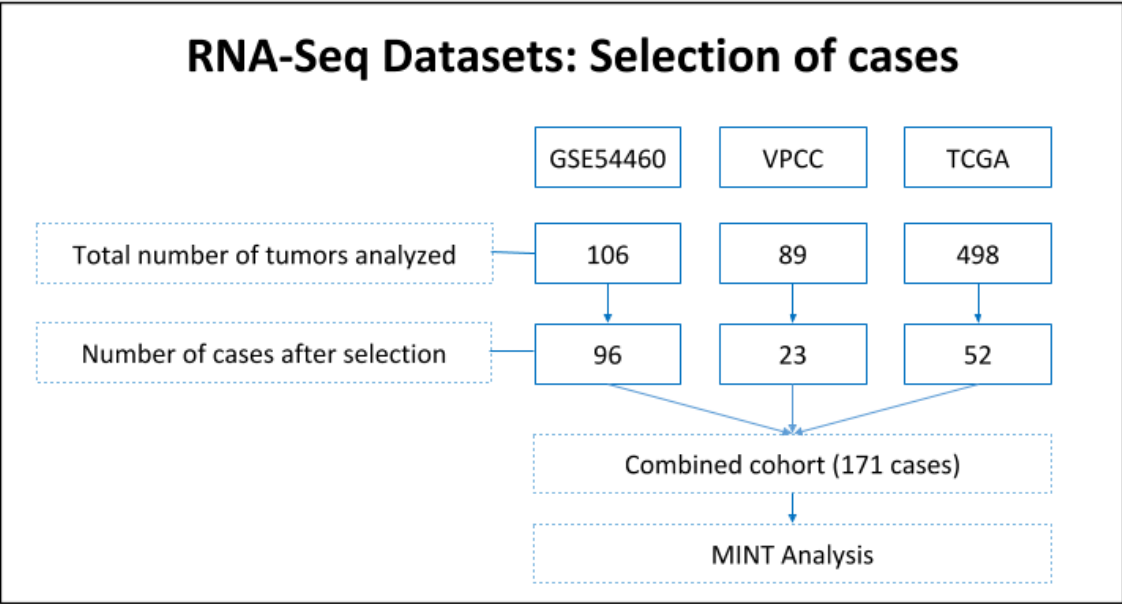 RNA-Seq Datasets: Selection of cases
GSE54460 VPCC TCGA
Total number of tumors analyzed 106 89 498
Number of cases after selection 96 23 52
Combined cohort (171 cases)
MINT Analysis